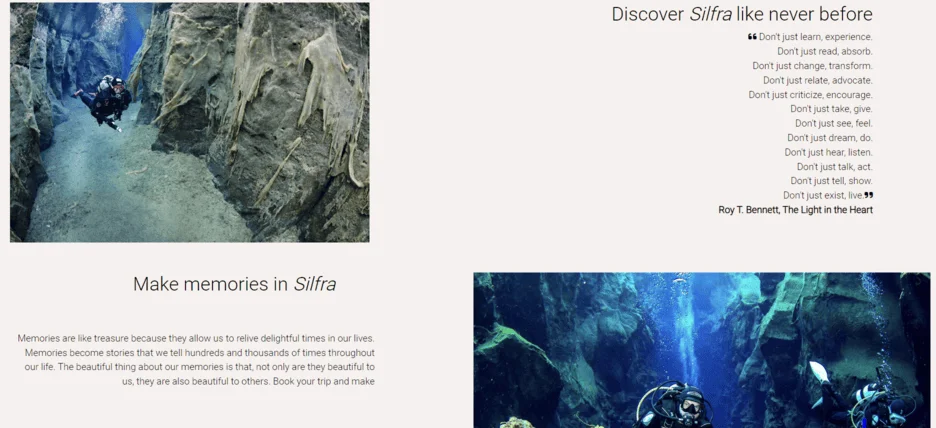 Discover Silfra like never before
❝ Don't just learn, experience.
Don't just read, absorb.
Don't just change, transform.
Don't just relate, advocate.
Don't just criticize, encourage.
Don't just take, give.
Don't just see, feel.
Don't just dream, do.
Don't just hear, listen.
Don't just talk, act.
Don't just tell, show.
Don't just exist, live.❞
Roy T. Bennett, The Light in the Heart
Make memories in Silfra
Memories are like treasure because they allow us to relive delightful times in our lives.
Memories become stories that we tell hundreds and thousands of times throughout
our life. The beautiful thing about our memories is that, not only are they beautiful to
us, they are also beautiful to others. Book your trip and make